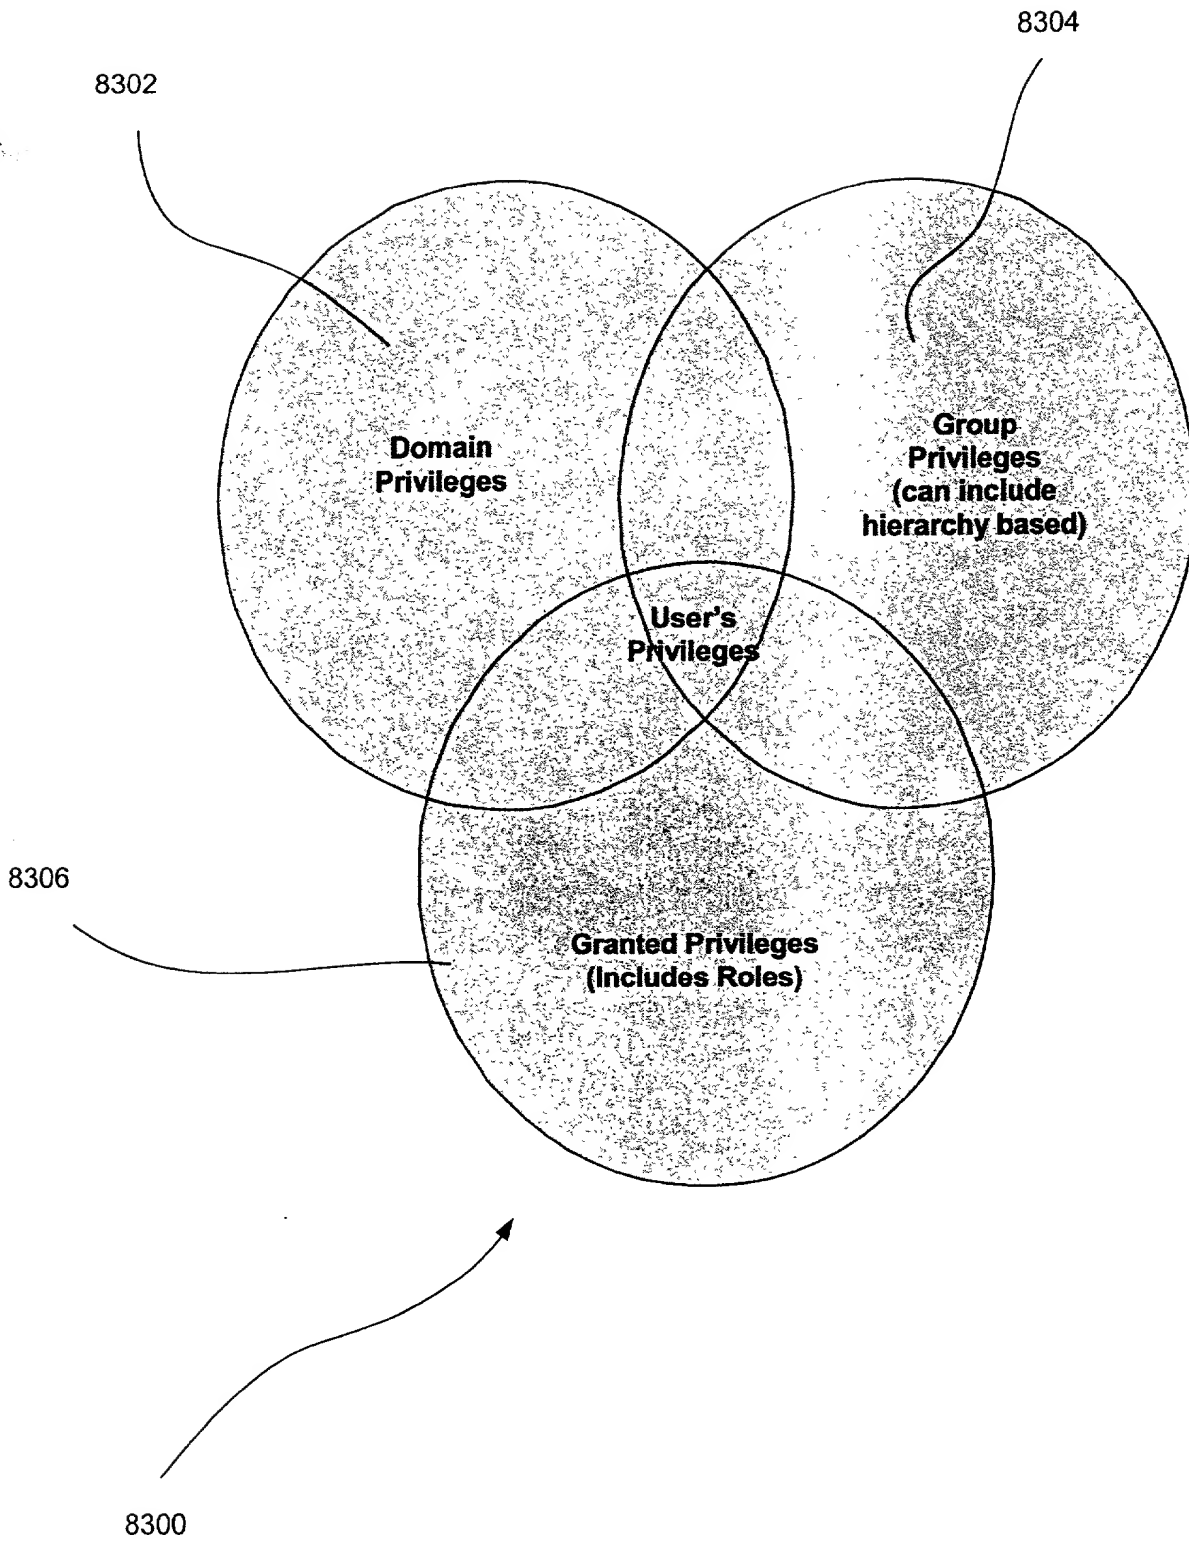 8304
8302
Domain
Privileges
Group
Privileges
(can include
hierarchy based)
User's
Privileges
8306
Granted Privileges
(Includes Roles)
8300